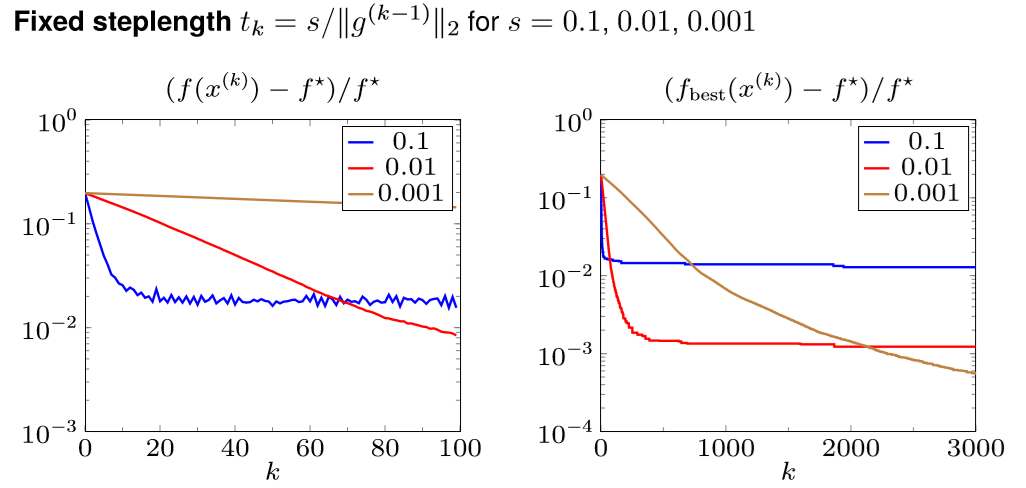 Fixed steplength t_k = s/‖g^{(k−1)}‖_2 for s = 0.1, 0.01, 0.001
(f(x^{(k)}) − f^⋆)/f^⋆
10^0
10^{−1}
10^{−2}
10^{−3}
0 20 40 60 80 100
k
0.1
0.01
0.001
(f_best(x^{(k)}) − f^⋆)/f^⋆
10^0
10^{−1}
10^{−2}
10^{−3}
10^{−4}
0 1000 2000 3000
k
0.1
0.01
0.001